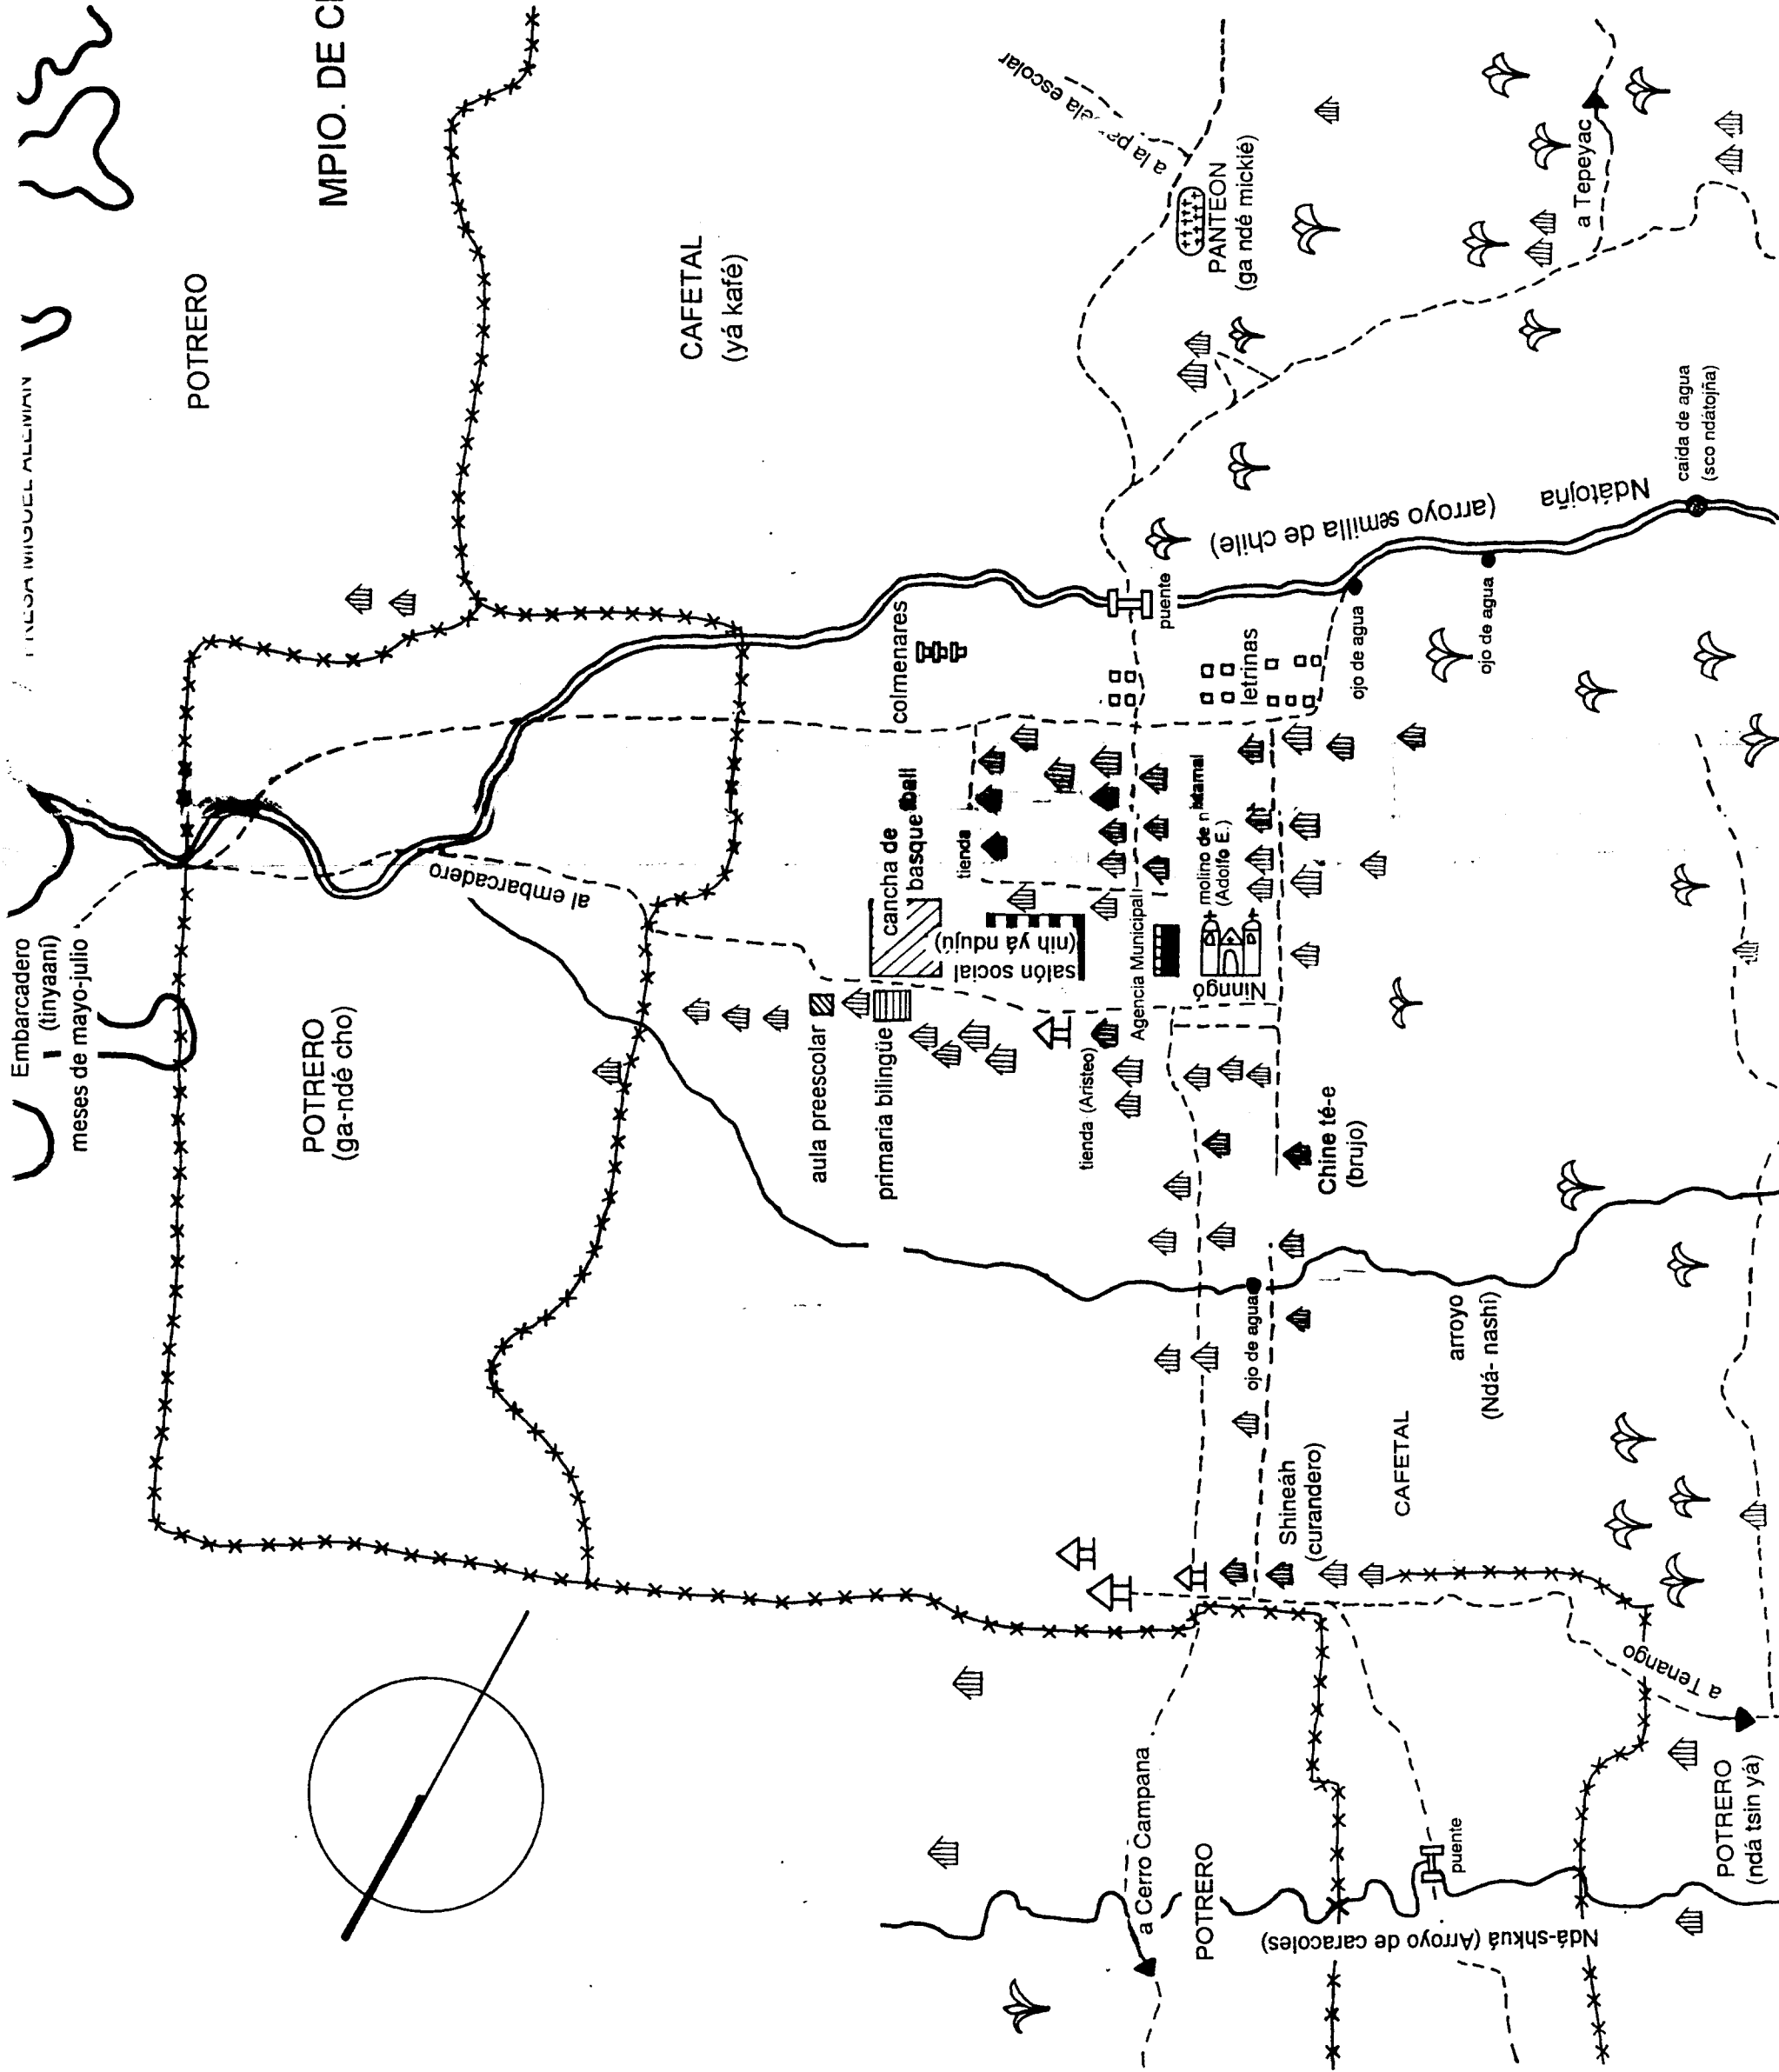 Embarcadero
(tinyaani)
meses de mayo-julio
MIGUEL ALEMAN
MPIO. DE
POTRERO
POTRERO
(ga-ndé cho)
CAFETAL
(yá kafé)
al embarcadero
colmenares
cancha de
basquetball
aula preescolar
primaria bilingüe
salón social
(nih yá ndujú)
tienda
tienda (Aristeo)
Agencia Municipal
molino de nixtamal
(Adolfo E.)
Ninngó
letrinas
puente
a la parcela escolar
PANTEON
(ga ndé mickié)
a Tepeyac
Ndátojña
(arroyo semilla de chile)
caída de agua
(sco ndátojña)
ojo de agua
ojo de agua
Chine té-e
(brujo)
ojo de agua
arroyo
(Ndá- nashi)
Shineáh
(curandero)
CAFETAL
a Tenango
a Cerro Campana
POTRERO
Ndá-shkuá (Arroyo de caracoles)
puente
POTRERO
(ndá tsin yá)